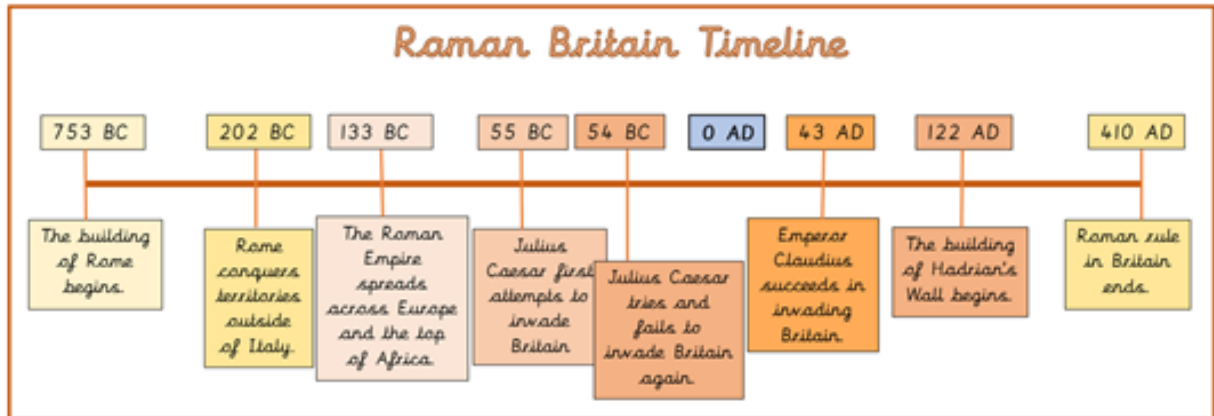 Raman Britain Timeline
753 BC
202 BC
133 BC
55 BC
54 BC
0 AD
43 AD
122 AD
410 AD
The building
of Rome
begins.
Rome
conquers
territories
outside
of Italy.
The Roman
Empire
spreads
across Europe
and the top
of Africa.
Julius
Caesar first
attempts to
invade
Britain
Julius Caesar
tries and
fails to
invade Britain
again.
Emperor
Claudius
succeeds in
invading
Britain.
The building
of Hadrian's
Wall begins.
Roman rule
in Britain
ends.